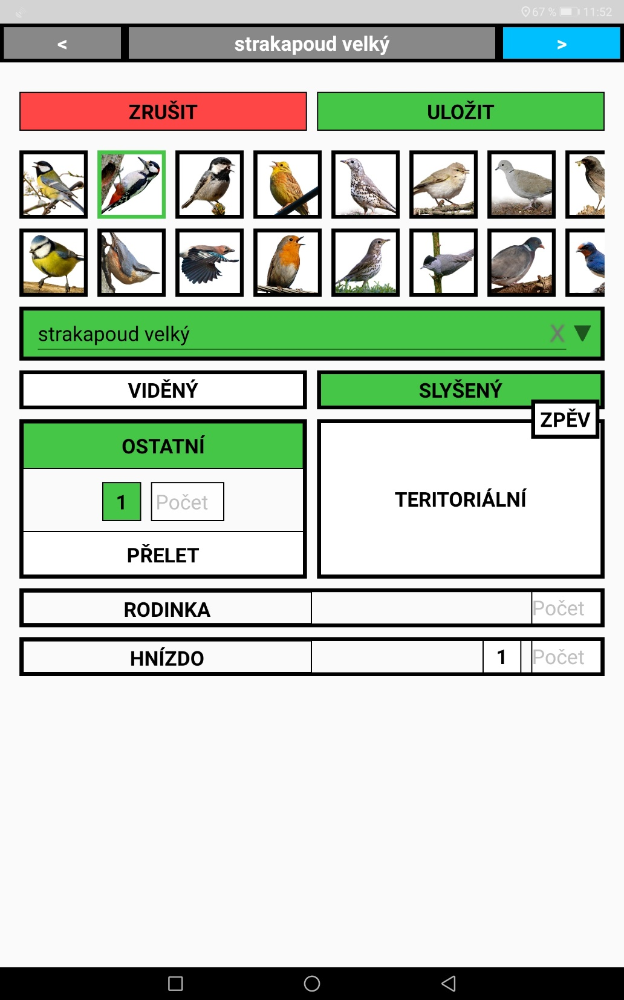 67 % 11:52
< strakapoud velký >
ZRUŠIT ULOŽIT
strakapoud velký X
VIDĚNÝ SLYŠENÝ
ZPĚV
OSTATNÍ
1 Počet
TERITORIÁLNÍ
PŘELET
RODINKA Počet
HNÍZDO 1 Počet